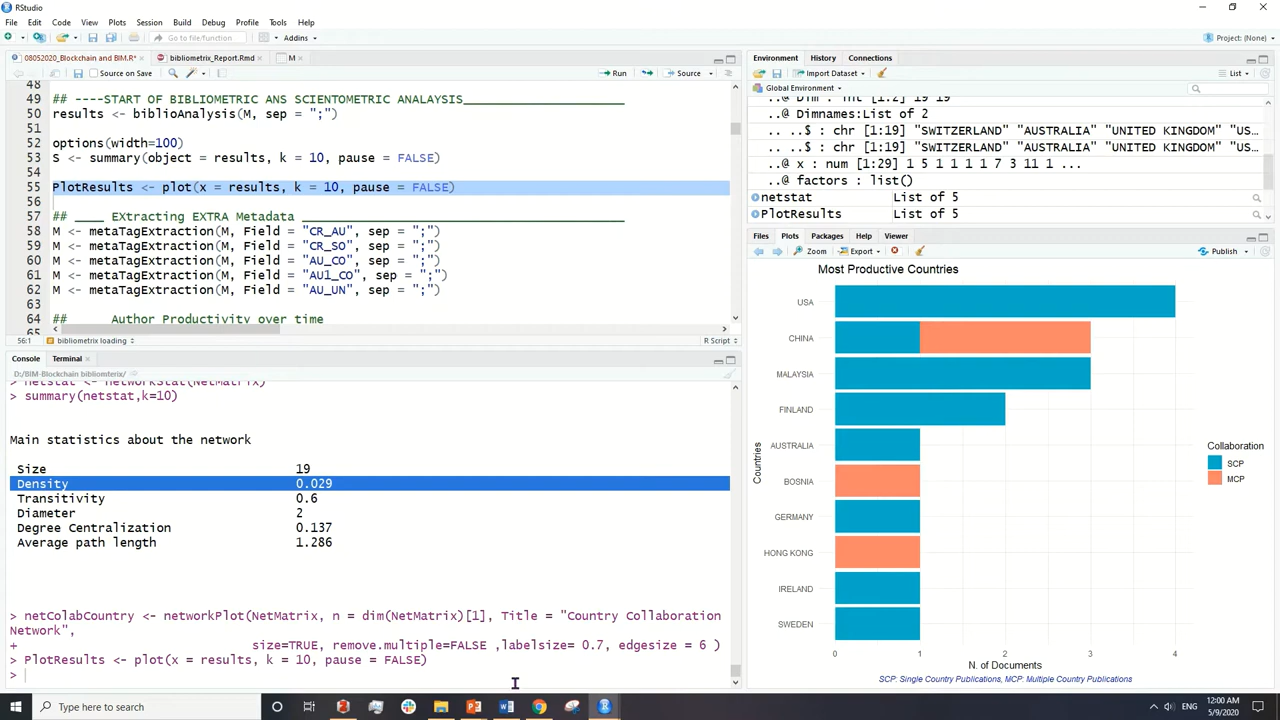 RStudio
File Edit Code View Plots Session Build Debug Profile Tools Help
Go to file/function Addins
Project: (None)
08052020_Blockchain and BIM.R* bibliometrix_Report.Rmd M
Source on Save Run Source
48
49 ## ----START OF BIBLIOMETRIC ANS SCIENTOMETRIC ANALAYSIS______________________
50 results <- biblioAnalysis(M, sep = ";")
51
52 options(width=100)
53 S <- summary(object = results, k = 10, pause = FALSE)
54
55 PlotResults <- plot(x = results, k = 10, pause = FALSE)
56
57 ## ____ EXtracting EXTRA Metadata ____________________________________________
58 M <- metaTagExtraction(M, Field = "CR_AU", sep = ";")
59 M <- metaTagExtraction(M, Field = "CR_SO", sep = ";")
60 M <- metaTagExtraction(M, Field = "AU_CO", sep = ";")
61 M <- metaTagExtraction(M, Field = "AU1_CO", sep = ";")
62 M <- metaTagExtraction(M, Field = "AU_UN", sep = ";")
63
64 ## Author Productivity over time
65
56:1 bibliometrix loading R Script
Console Terminal
D:/BIM-Blockchain bibliomterix/
> netstat <- networkStat(NetMatrix)
> summary(netstat,k=10)
Main statistics about the network
Size 19
Density 0.029
Transitivity 0.6
Diameter 2
Degree Centralization 0.137
Average path length 1.286
> netColabCountry <- networkPlot(NetMatrix, n = dim(NetMatrix)[1], Title = "Country Collaboration
Network",
+ size=TRUE, remove.multiple=FALSE ,labelsize= 0.7, edgesize = 6 )
> PlotResults <- plot(x = results, k = 10, pause = FALSE)
>
Environment History Connections
Import Dataset List
Global Environment
..@ Dim : int [1:2] 19 19
..@ Dimnames:List of 2
.. ..$ : chr [1:19] "SWITZERLAND" "AUSTRALIA" "UNITED KINGDOM" "US...
.. ..$ : chr [1:19] "SWITZERLAND" "AUSTRALIA" "UNITED KINGDOM" "US...
..@ x : num [1:29] 1 5 1 1 1 1 7 3 11 1 ...
..@ factors : list()
netstat List of 5
PlotResults List of 5
Files Plots Packages Help Viewer
Zoom Export Publish
Most Productive Countries
USA
CHINA
MALAYSIA
FINLAND
AUSTRALIA
BOSNIA
GERMANY
HONG KONG
IRELAND
SWEDEN
Countries
0 1 2 3 4
N. of Documents
SCP: Single Country Publications, MCP: Multiple Country Publications
Collaboration
SCP
MCP
Type here to search
ENG
12:00 AM
5/9/2020